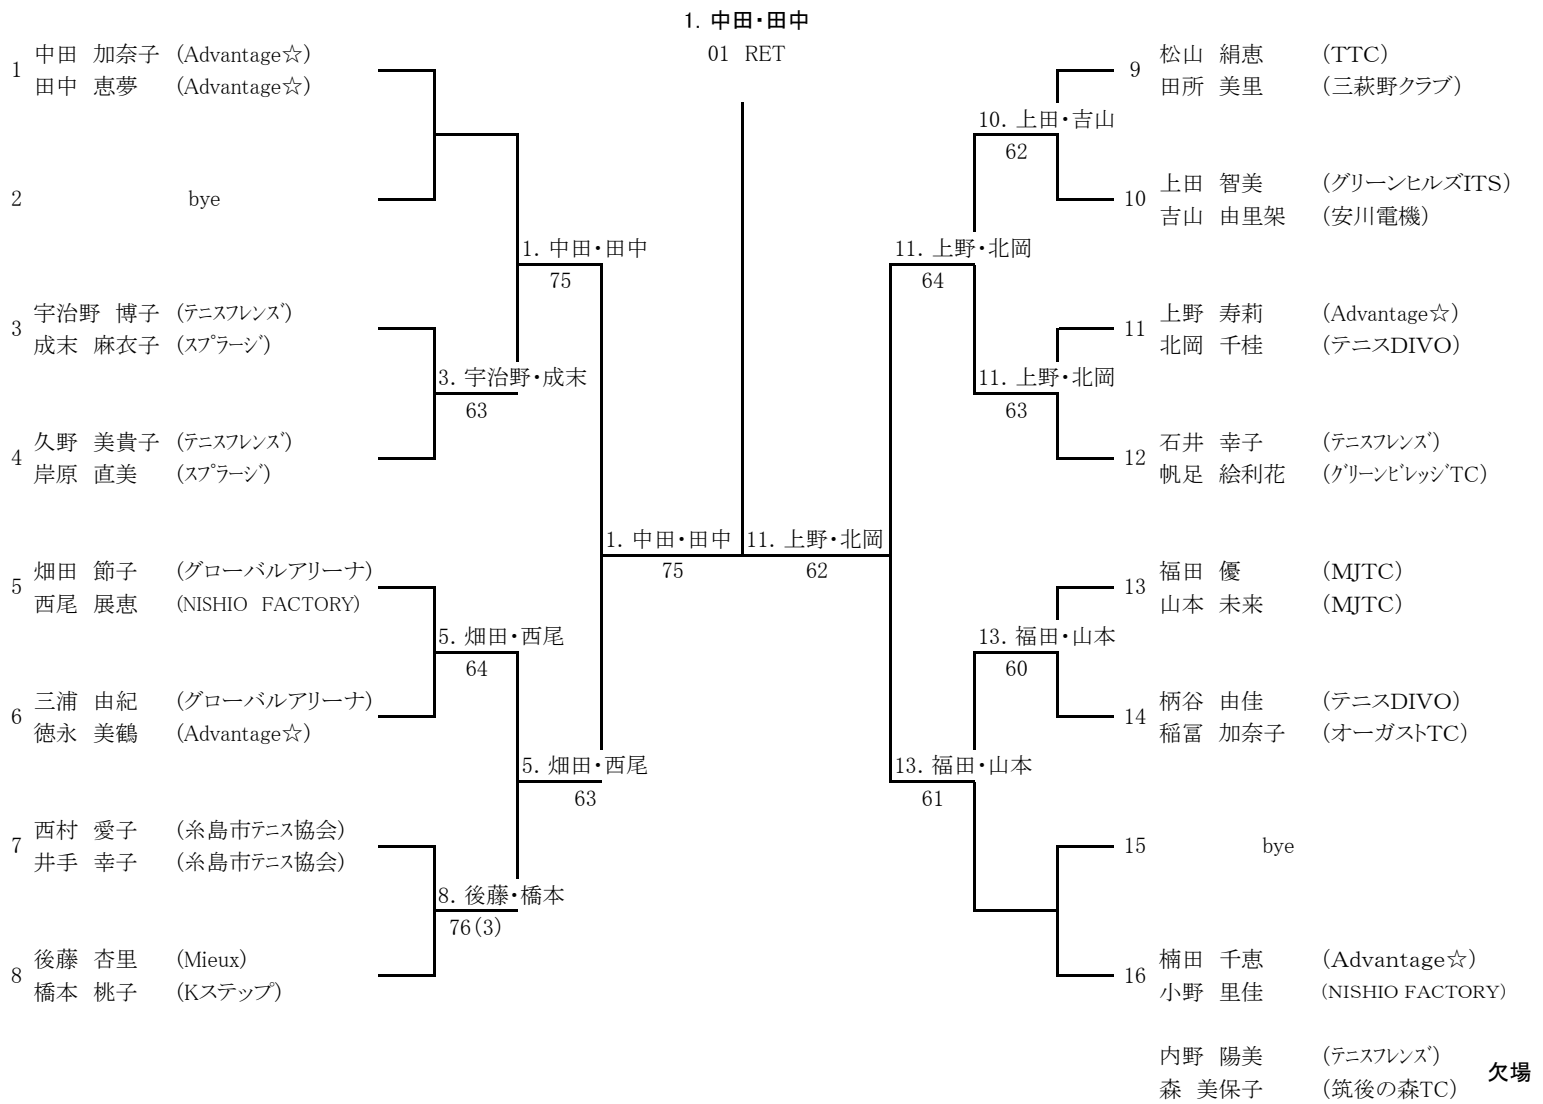 1. 中田・田中
01 RET
1 中田 加奈子 (Advantage☆)
田中 恵夢 (Advantage☆)
2 bye
1. 中田・田中
75
3 宇治野 博子 (テニスフレンズ)
成末 麻衣子 (スプラージ)
3. 宇治野・成末
63
4 久野 美貴子 (テニスフレンズ)
岸原 直美 (スプラージ)
1. 中田・田中
75
5 畑田 節子 (グローバルアリーナ)
西尾 展恵 (NISHIO FACTORY)
5. 畑田・西尾
64
6 三浦 由紀 (グローバルアリーナ)
徳永 美鶴 (Advantage☆)
5. 畑田・西尾
63
7 西村 愛子 (糸島市テニス協会)
井手 幸子 (糸島市テニス協会)
8. 後藤・橋本
76(3)
8 後藤 杏里 (Mieux)
橋本 桃子 (Kステップ)
9 松山 絹恵 (TTC)
田所 美里 (三萩野クラブ)
10. 上田・吉山
62
10 上田 智美 (グリーンヒルズITS)
吉山 由里架 (安川電機)
11. 上野・北岡
64
11 上野 寿莉 (Advantage☆)
北岡 千桂 (テニスDIVO)
11. 上野・北岡
63
12 石井 幸子 (テニスフレンズ)
帆足 絵利花 (グリーンビレッジTC)
11. 上野・北岡
62
13 福田 優 (MJTC)
山本 未来 (MJTC)
13. 福田・山本
60
14 柄谷 由佳 (テニスDIVO)
稲冨 加奈子 (オーガストTC)
13. 福田・山本
61
15 bye
16 楠田 千恵 (Advantage☆)
小野 里佳 (NISHIO FACTORY)
内野 陽美 (テニスフレンズ)
森 美保子 (筑後の森TC)
欠場